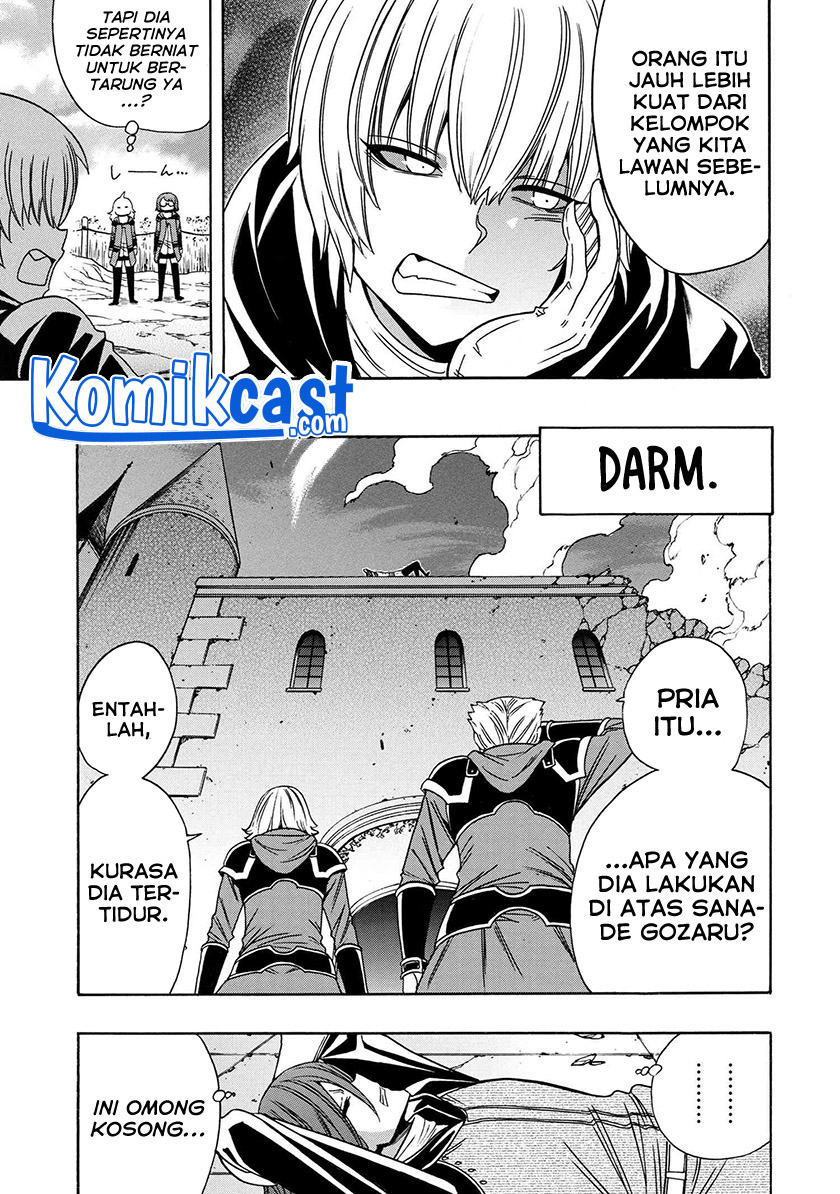 ORANG ITU
JAUH LEBIH
KUAT DARI
KELOMPOK
YANG KITA
LAWAN SEBE-
LUMNYA.
TAPI DIA
SEPERTINYA
TIDAK BERNIAT
UNTUK BER-
TARUNG YA
...?
しーん...
Komikcast
.com
DARM.
PRIA
ITU...
...APA YANG
DIA LAKUKAN
DI ATAS SANA-
DE GOZARU?
ENTAH-
LAH,
KURASA
DIA TER-
TIDUR.
......
......
INI OMONG
KOSONG...